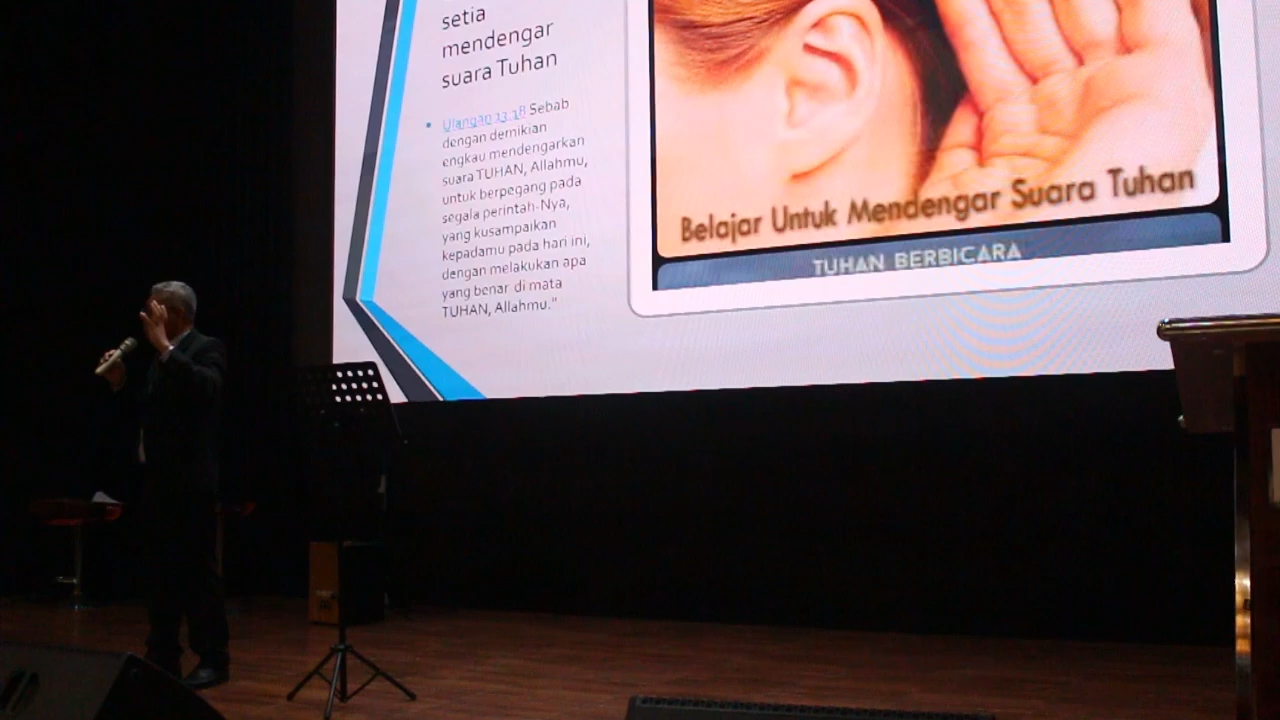 setia
mendengar
suara Tuhan
Ulangan 13:18 Sebab
dengan demikian
engkau mendengarkan
suara TUHAN, Allahmu,
untuk berpegang pada
segala perintah-Nya,
yang kusampaikan
kepadamu pada hari ini,
dengan melakukan apa
yang benar di mata
TUHAN, Allahmu."
Belajar Untuk Mendengar Suara Tuhan
TUHAN BERBICARA